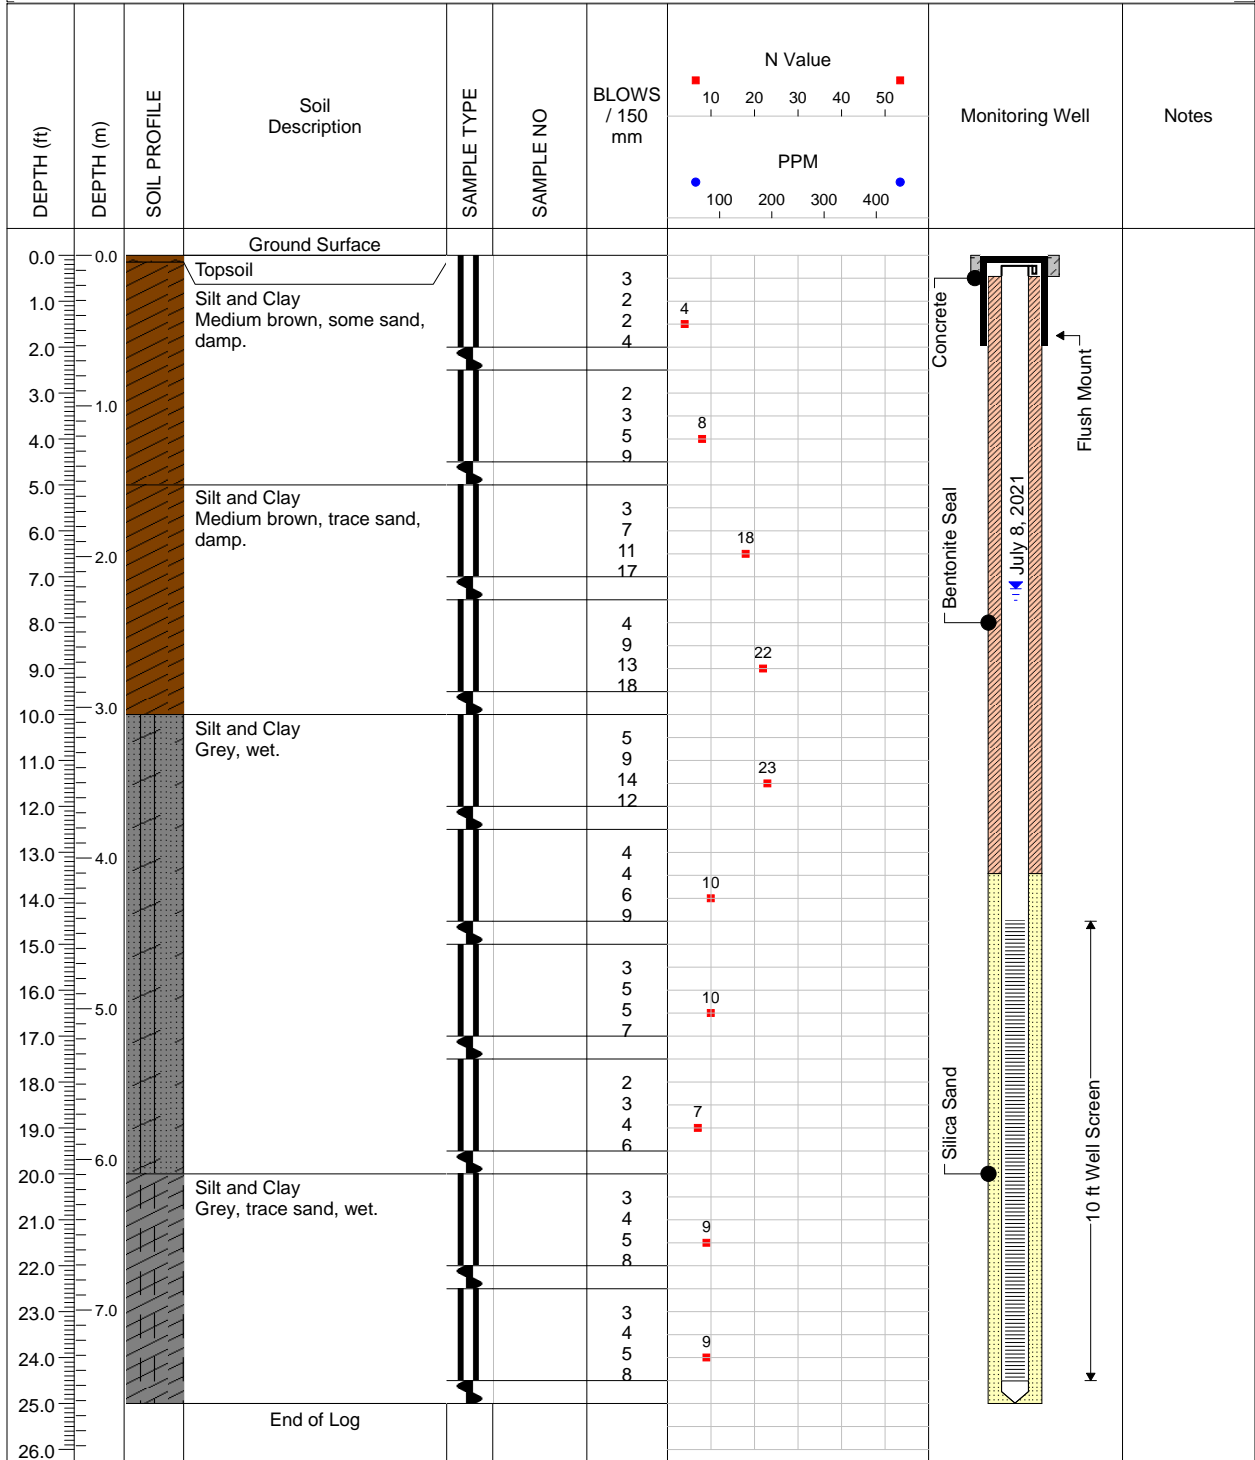 DEPTH (ft)
DEPTH (m)
SOIL PROFILE
Soil
Description
SAMPLE TYPE
SAMPLE NO
BLOWS
/ 150
mm
N Value
10 20 30 40 50
PPM
100 200 300 400
Monitoring Well
Notes
Ground Surface
0.0
1.0
2.0
3.0
4.0
5.0
6.0
7.0
8.0
9.0
10.0
11.0
12.0
13.0
14.0
15.0
16.0
17.0
18.0
19.0
20.0
21.0
22.0
23.0
24.0
25.0
26.0
0.0
1.0
2.0
3.0
4.0
5.0
6.0
7.0
Topsoil
Silt and Clay
Medium brown, some sand,
damp.
Silt and Clay
Medium brown, trace sand,
damp.
Silt and Clay
Grey, wet.
Silt and Clay
Grey, trace sand, wet.
End of Log
3
2
2
4
2
3
5
9
3
7
11
17
4
9
13
18
5
9
14
12
4
4
6
9
3
5
5
7
2
3
4
6
3
4
5
8
3
4
5
8
4
8
18
22
23
10
10
7
9
9
Concrete
Flush Mount
Bentonite Seal
July 8, 2021
Silica Sand
10 ft Well Screen